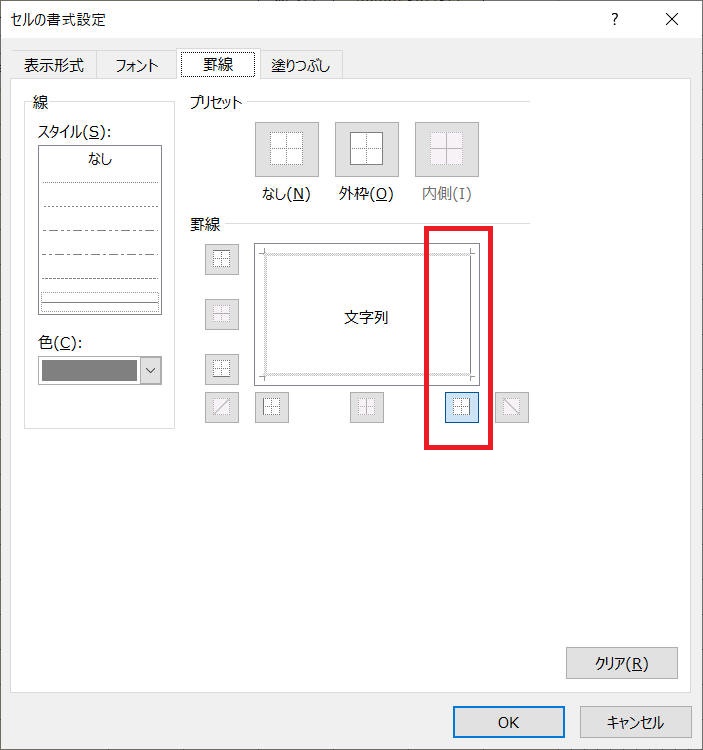 セルの書式設定
表示形式 フォント 罫線 塗りつぶし
線
スタイル(S):
なし
色(C):
プリセット
なし(N) 外枠(O) 内側(I)
罫線
文字列
クリア(R)
OK キャンセル